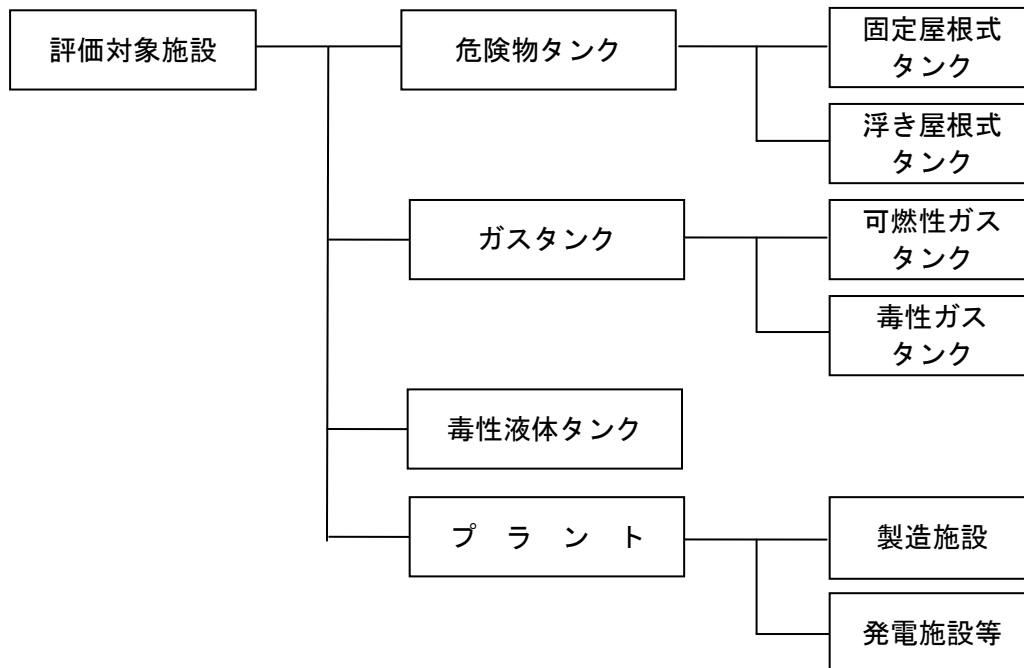 評価対象施設
危険物タンク
固定屋根式
タンク
浮き屋根式
タンク
ガスタンク
可燃性ガス
タンク
毒性ガス
タンク
毒性液体タンク
プ ラ ン ト
製造施設
発電施設等